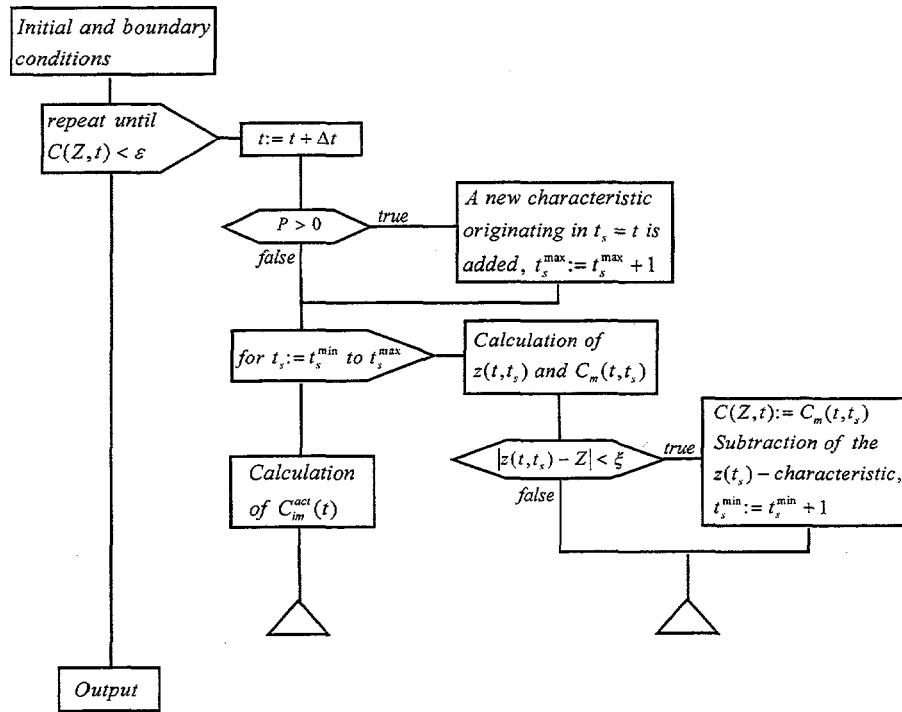 Initial and boundary
conditions
repeat until
C(Z,t) < ε
t:= t + Δt
P > 0
true
false
A new characteristic
originating in t_s = t is
added, t_s^max := t_s^max + 1
for t_s := t_s^min to t_s^max
Calculation of
z(t,t_s) and C_m(t,t_s)
Calculation
of C_im^act(t)
|z(t,t_s) − Z| < ξ
true
false
C(Z,t):= C_m(t,t_s)
Subtraction of the
z(t_s) − characteristic,
t_s^min := t_s^min + 1
Output